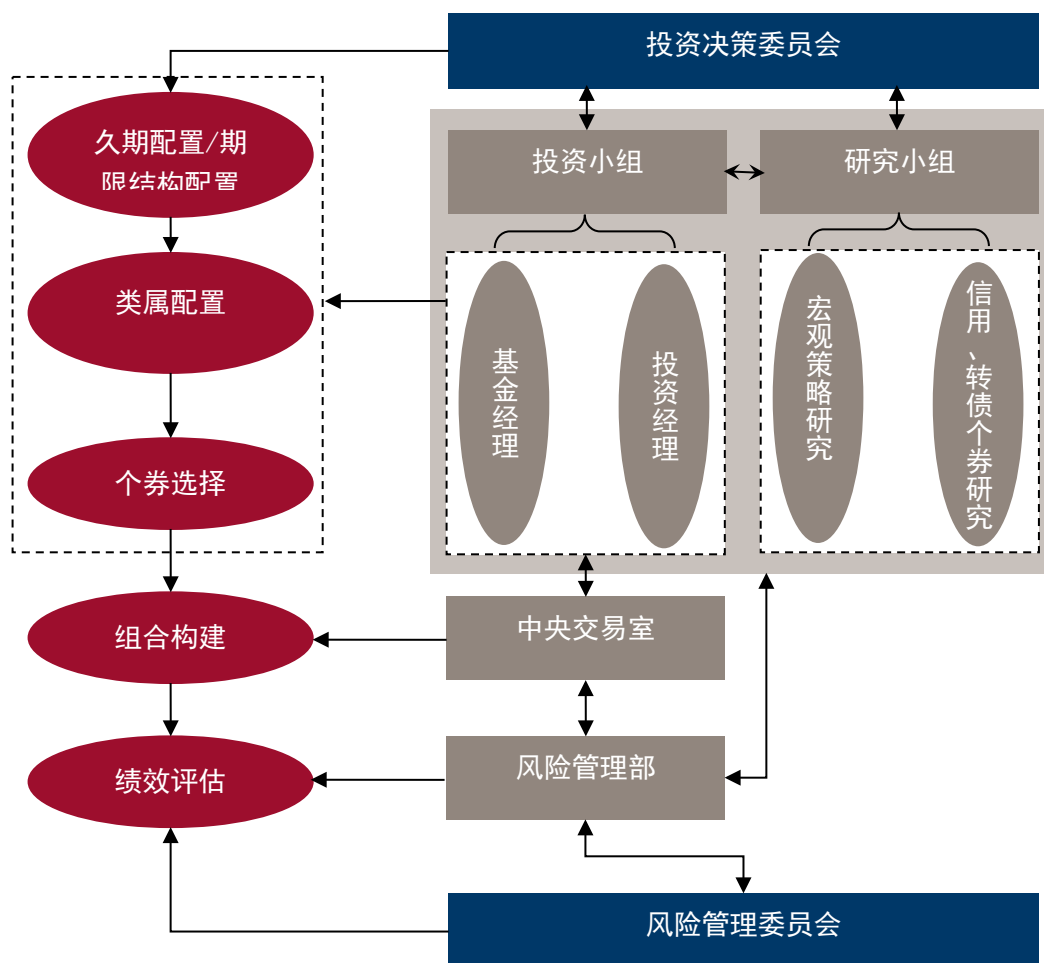 投资决策委员会
久期配置/期
限结构配置
投资小组
研究小组
类属配置
基金经理
投资经理
宏观策略研究
信用、转债个券研究
个券选择
组合构建
中央交易室
绩效评估
风险管理部
风险管理委员会